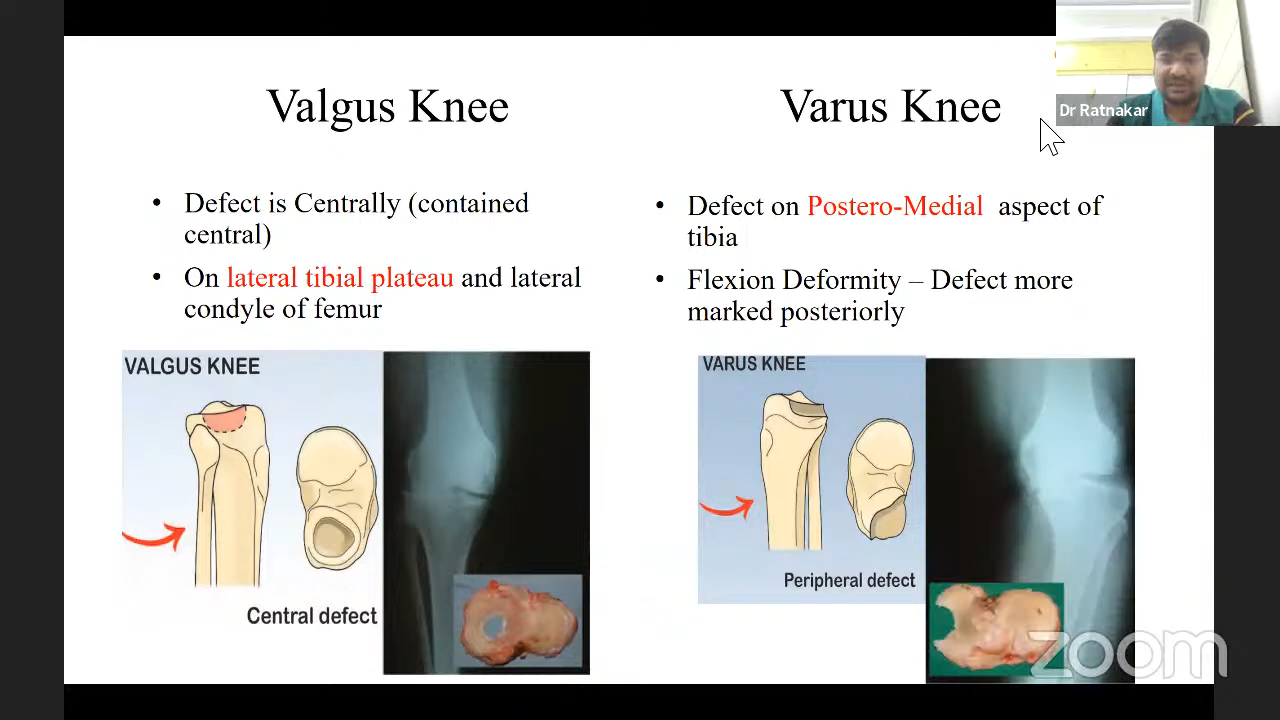 Valgus Knee
• Defect is Centrally (contained
central)
• On lateral tibial plateau and lateral
condyle of femur
VALGUS KNEE
Central defect
Varus Knee
• Defect on Postero-Medial aspect of
tibia
• Flexion Deformity – Defect more
marked posteriorly
VARUS KNEE
Peripheral defect
Dr Ratnakar
zoom